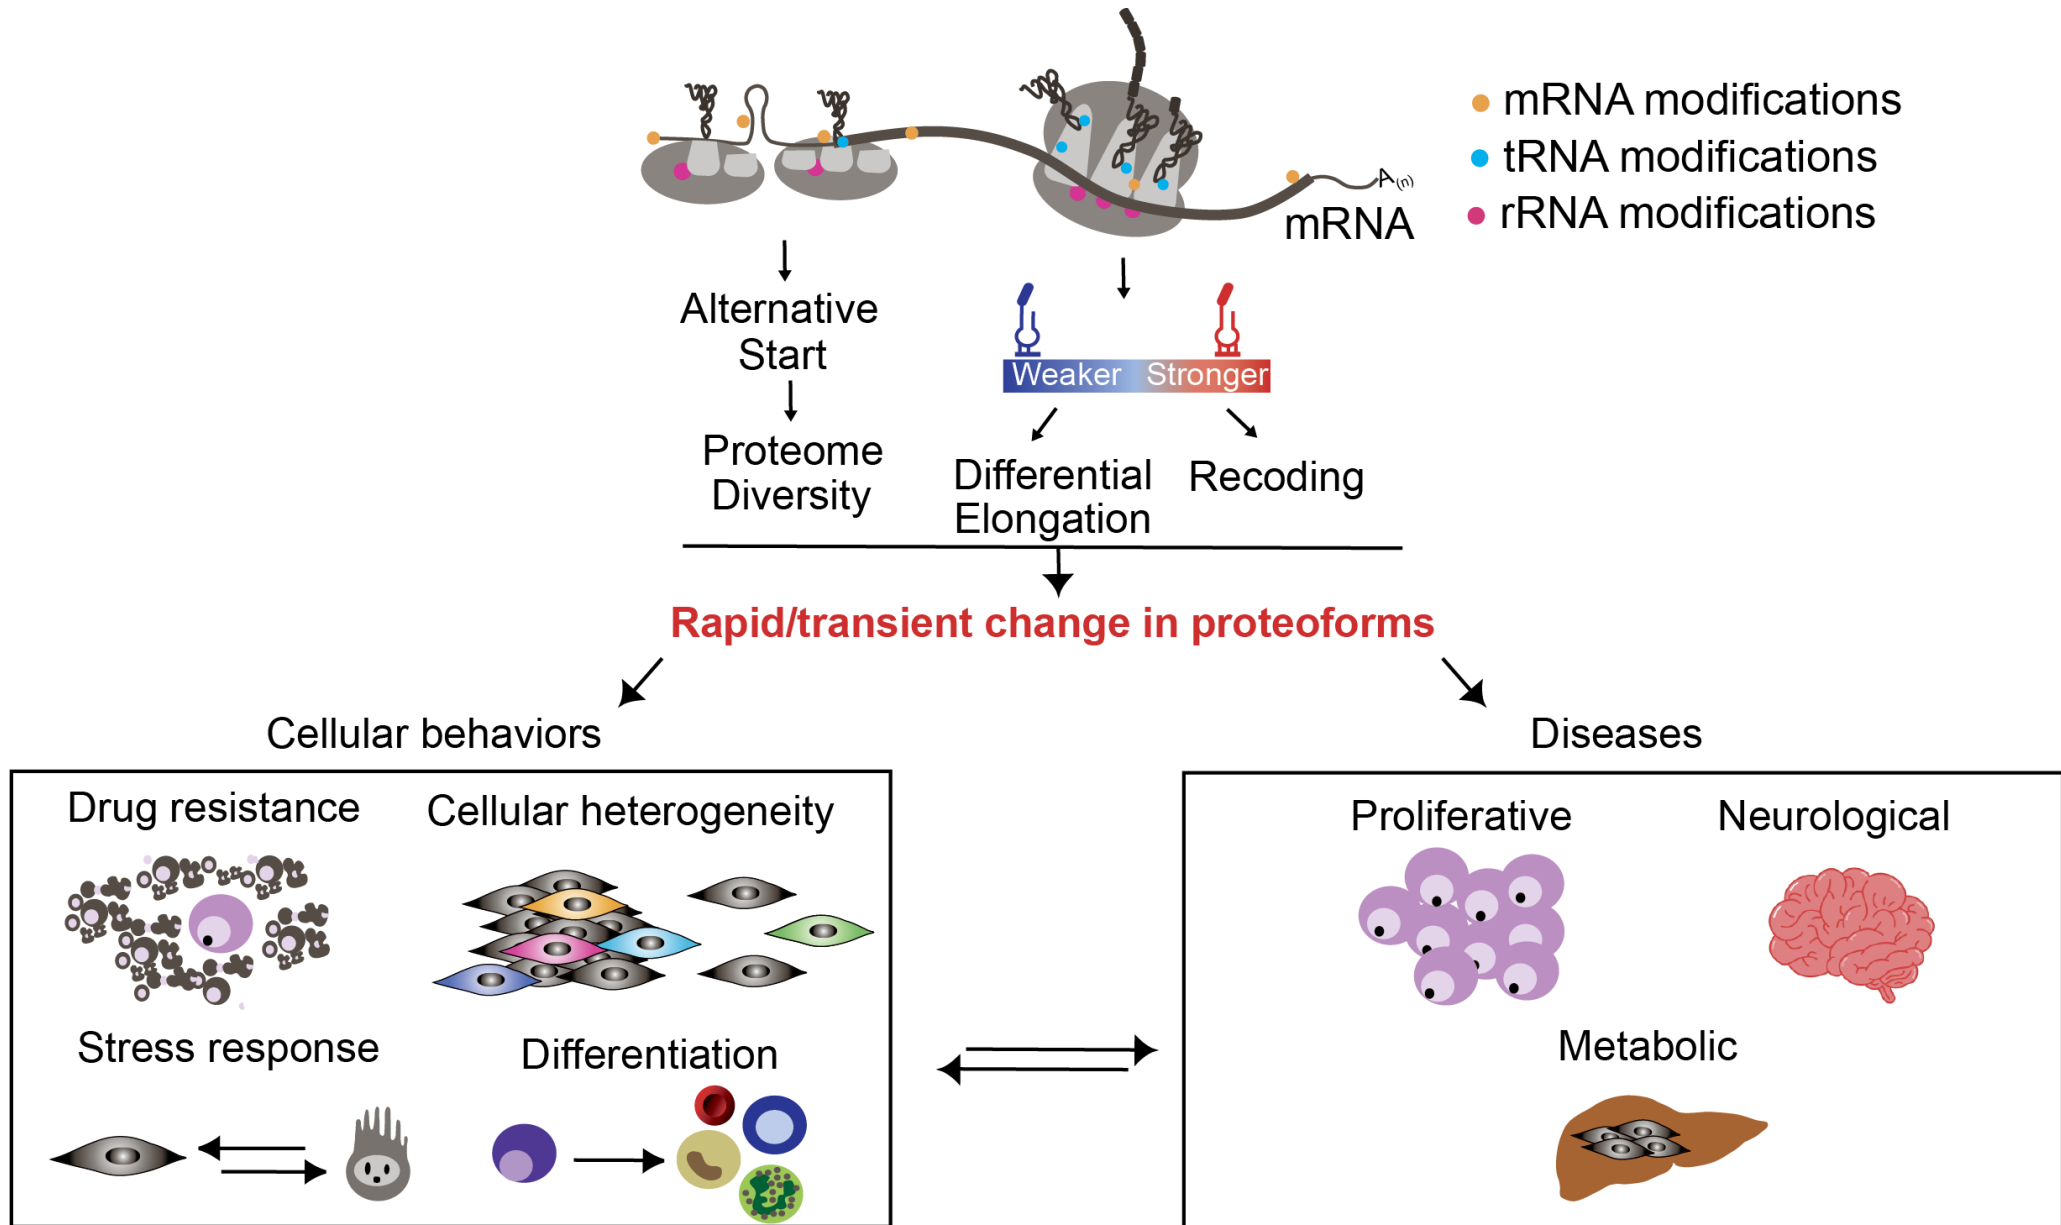 mRNA modifications
tRNA modifications
rRNA modifications
A(n)
mRNA
Alternative
Start
Weaker
Stronger
Proteome
Diversity
Differential
Elongation
Recoding
Rapid/transient change in proteoforms
Cellular behaviors
Drug resistance
Cellular heterogeneity
Stress response
Differentiation
Diseases
Proliferative
Neurological
Metabolic